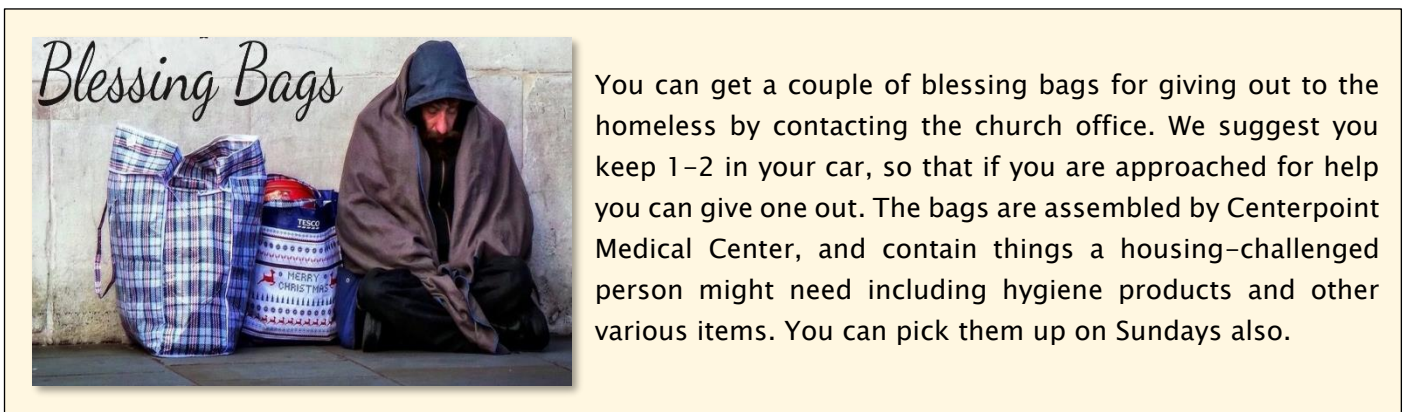 Blessing Bags
TESCO
MERRY
CHRISTMAS
You can get a couple of blessing bags for giving out to the
homeless by contacting the church office. We suggest you
keep 1-2 in your car, so that if you are approached for help
you can give one out. The bags are assembled by Centerpoint
Medical Center, and contain things a housing-challenged
person might need including hygiene products and other
various items. You can pick them up on Sundays also.